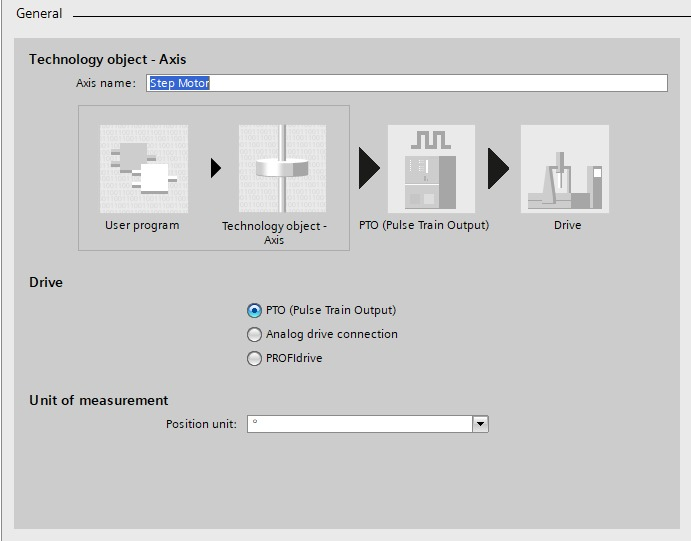 General
Technology object - Axis
Axis name: Step Motor
User program
Technology object -
Axis
PTO (Pulse Train Output)
Drive
Drive
PTO (Pulse Train Output)
Analog drive connection
PROFIdrive
Unit of measurement
Position unit: °